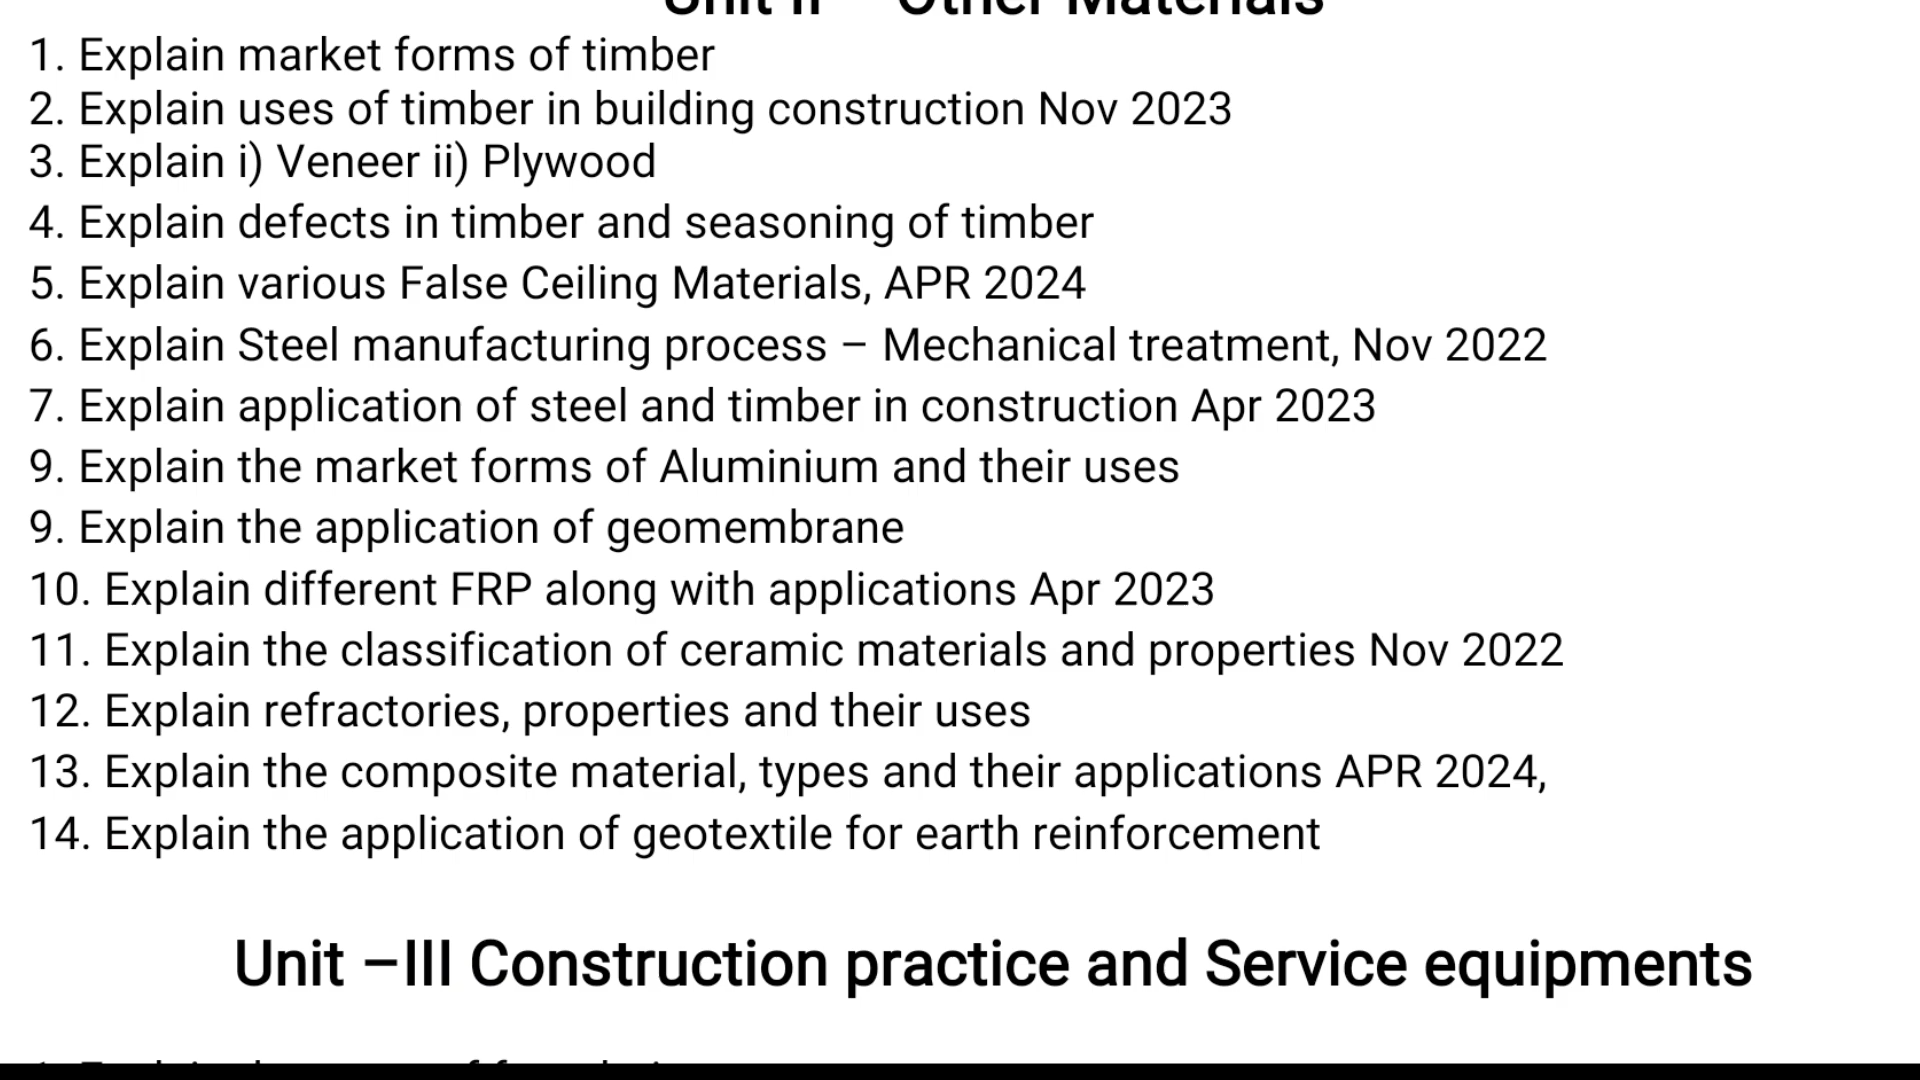 Unit II – Other Materials
1. Explain market forms of timber
2. Explain uses of timber in building construction Nov 2023
3. Explain i) Veneer ii) Plywood
4. Explain defects in timber and seasoning of timber
5. Explain various False Ceiling Materials, APR 2024
6. Explain Steel manufacturing process – Mechanical treatment, Nov 2022
7. Explain application of steel and timber in construction Apr 2023
9. Explain the market forms of Aluminium and their uses
9. Explain the application of geomembrane
10. Explain different FRP along with applications Apr 2023
11. Explain the classification of ceramic materials and properties Nov 2022
12. Explain refractories, properties and their uses
13. Explain the composite material, types and their applications APR 2024,
14. Explain the application of geotextile for earth reinforcement
Unit –III Construction practice and Service equipments